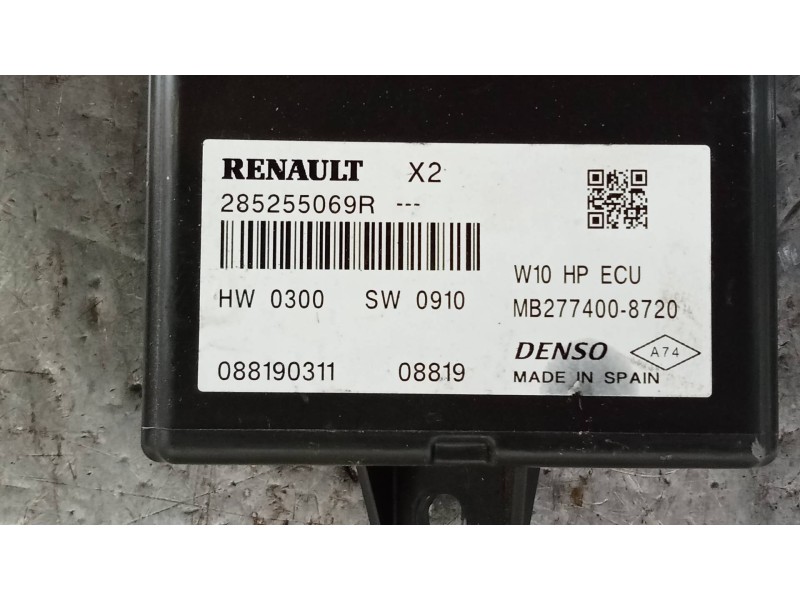 RENAULT X2
285255069R ---
HW 0300 SW 0910
088190311 08819
W10 HP ECU
MB277400-8720
DENSO A74
MADE IN SPAIN